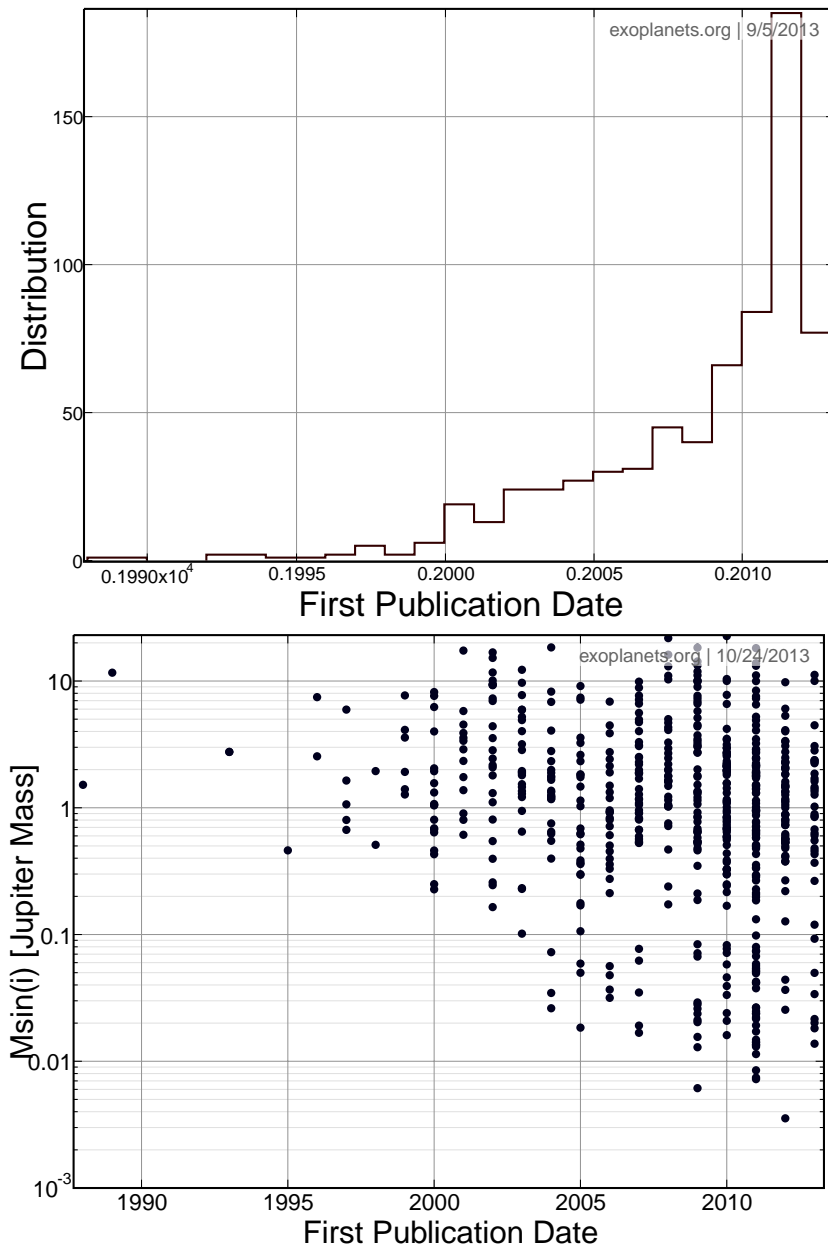 exoplanets.org | 9/5/2013
Distribution
150
100
50
0
0.1990x10⁴
0.1995
0.2000
0.2005
0.2010
First Publication Date
exoplanets.org | 10/24/2013
Msin(i) [Jupiter Mass]
10
1
0.1
0.01
10⁻³
1990
1995
2000
2005
2010
First Publication Date